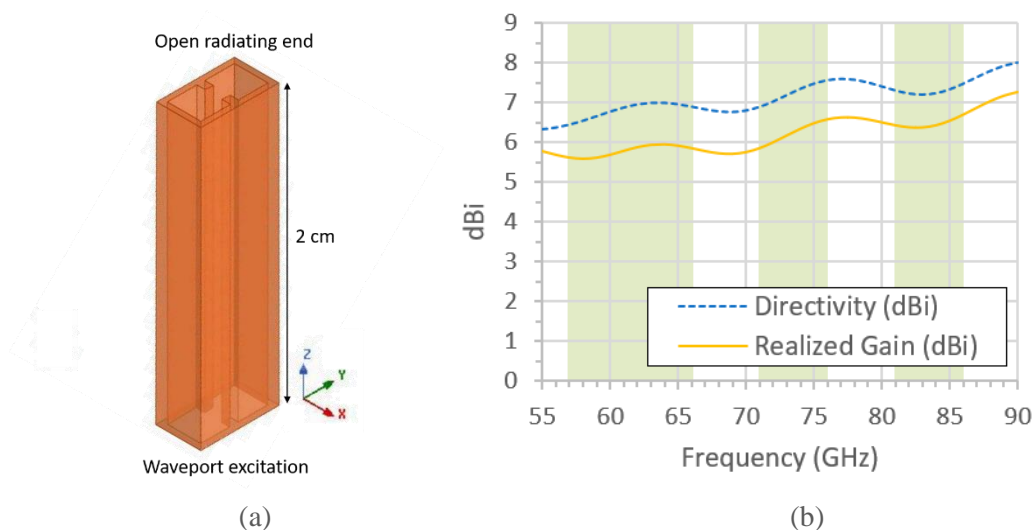 Open radiating end
2 cm
Z
Y
X
Waveport excitation
(a)
9
8
7
6
5
4
3
2
1
0
dBi
Directivity (dBi)
Realized Gain (dBi)
55 60 65 70 75 80 85 90
Frequency (GHz)
(b)